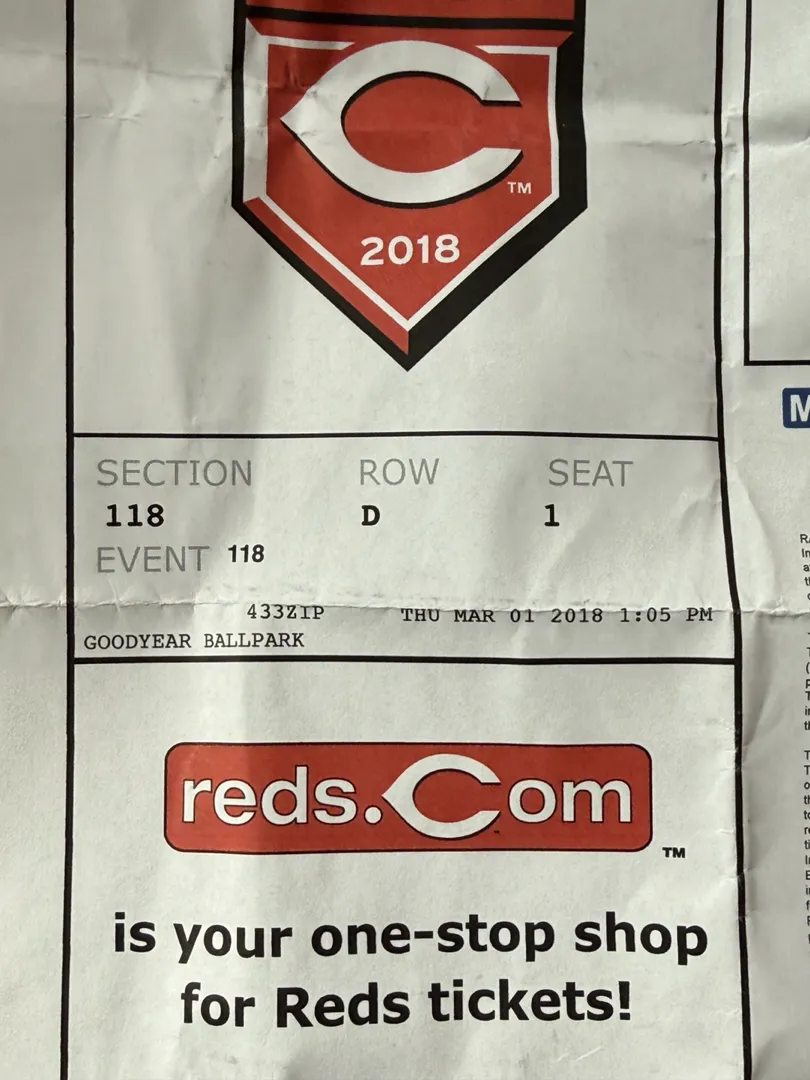 C
TM
2018
SECTION ROW SEAT
118 D 1
EVENT 118
433Z1P THU MAR 01 2018 1:05 PM
GOODYEAR BALLPARK
reds.Com
TM
is your one-stop shop
for Reds tickets!
M